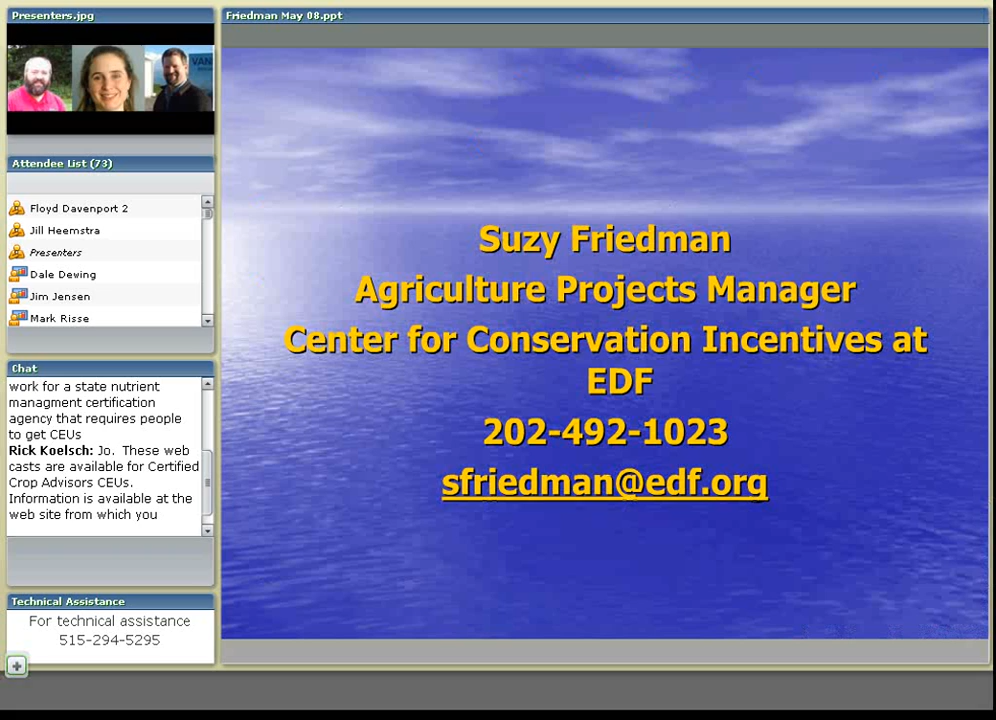 Presenters.jpg
VAN
Attendee List (73)
Floyd Davenport 2
Jill Heemstra
Presenters
Dale Dewing
Jim Jensen
Mark Risse
Chat
work for a state nutrient
managment certification
agency that requires people
to get CEUs
Rick Koelsch: Jo. These web
casts are available for Certified
Crop Advisors CEUs.
Information is available at the
web site from which you
Technical Assistance
For technical assistance
515-294-5295
Friedman May 08.ppt
Suzy Friedman
Agriculture Projects Manager
Center for Conservation Incentives at
EDF
202-492-1023
sfriedman@edf.org